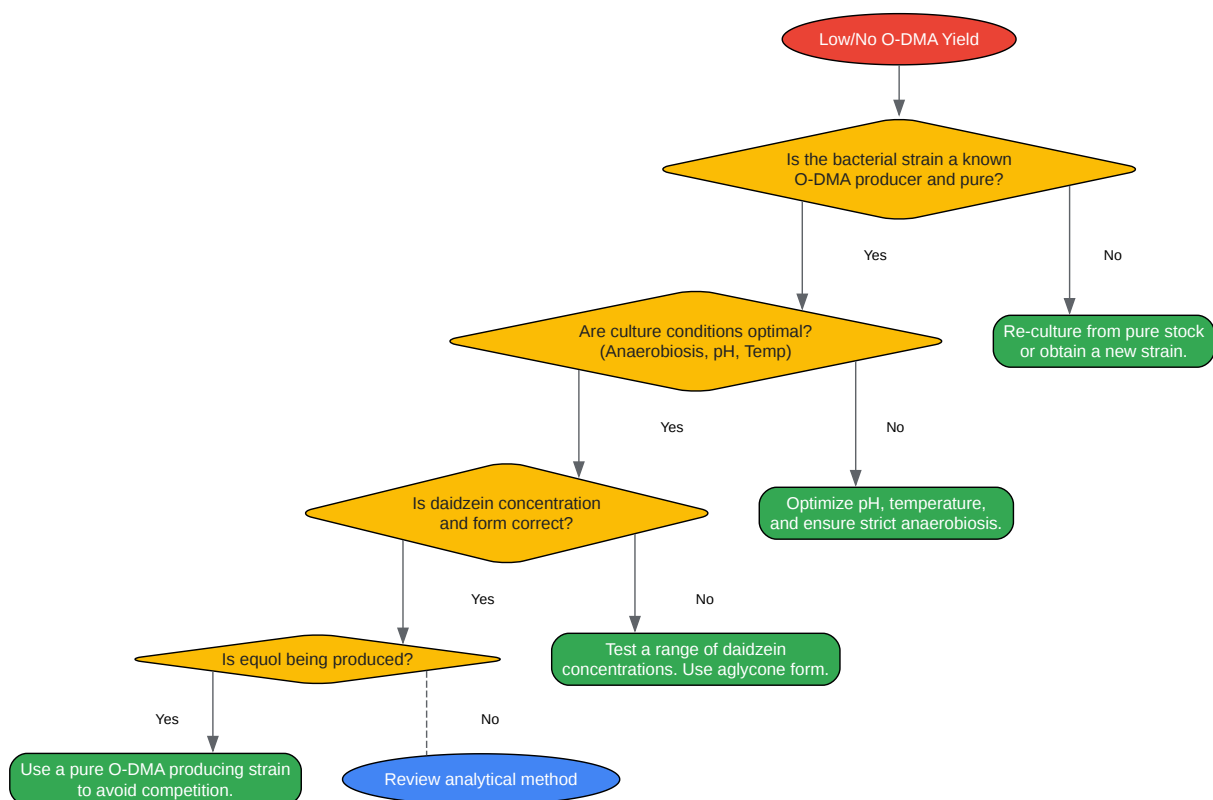 Low/No O-DMA Yield
Is the bacterial strain a known
O-DMA producer and pure?
Yes
No
Are culture conditions optimal?
(Anaerobiosis, pH, Temp)
Re-culture from pure stock
or obtain a new strain.
Yes
No
Is daidzein concentration
and form correct?
Optimize pH, temperature,
and ensure strict anaerobiosis.
Yes
No
Is equol being produced?
Test a range of daidzein
concentrations. Use aglycone form.
Yes
No
Use a pure O-DMA producing strain
to avoid competition.
Review analytical method